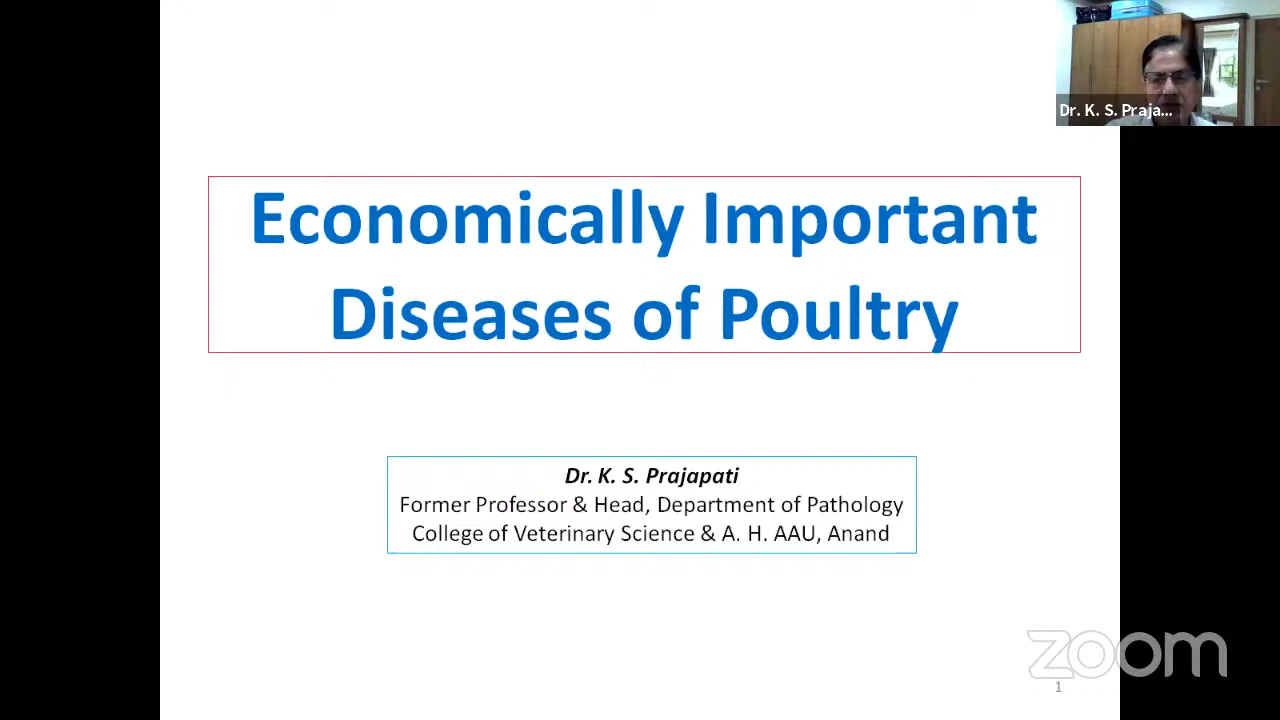 Dr. K. S. Praja...
Economically Important
Diseases of Poultry
Dr. K. S. Prajapati
Former Professor & Head, Department of Pathology
College of Veterinary Science & A. H. AAU, Anand
zoom
1